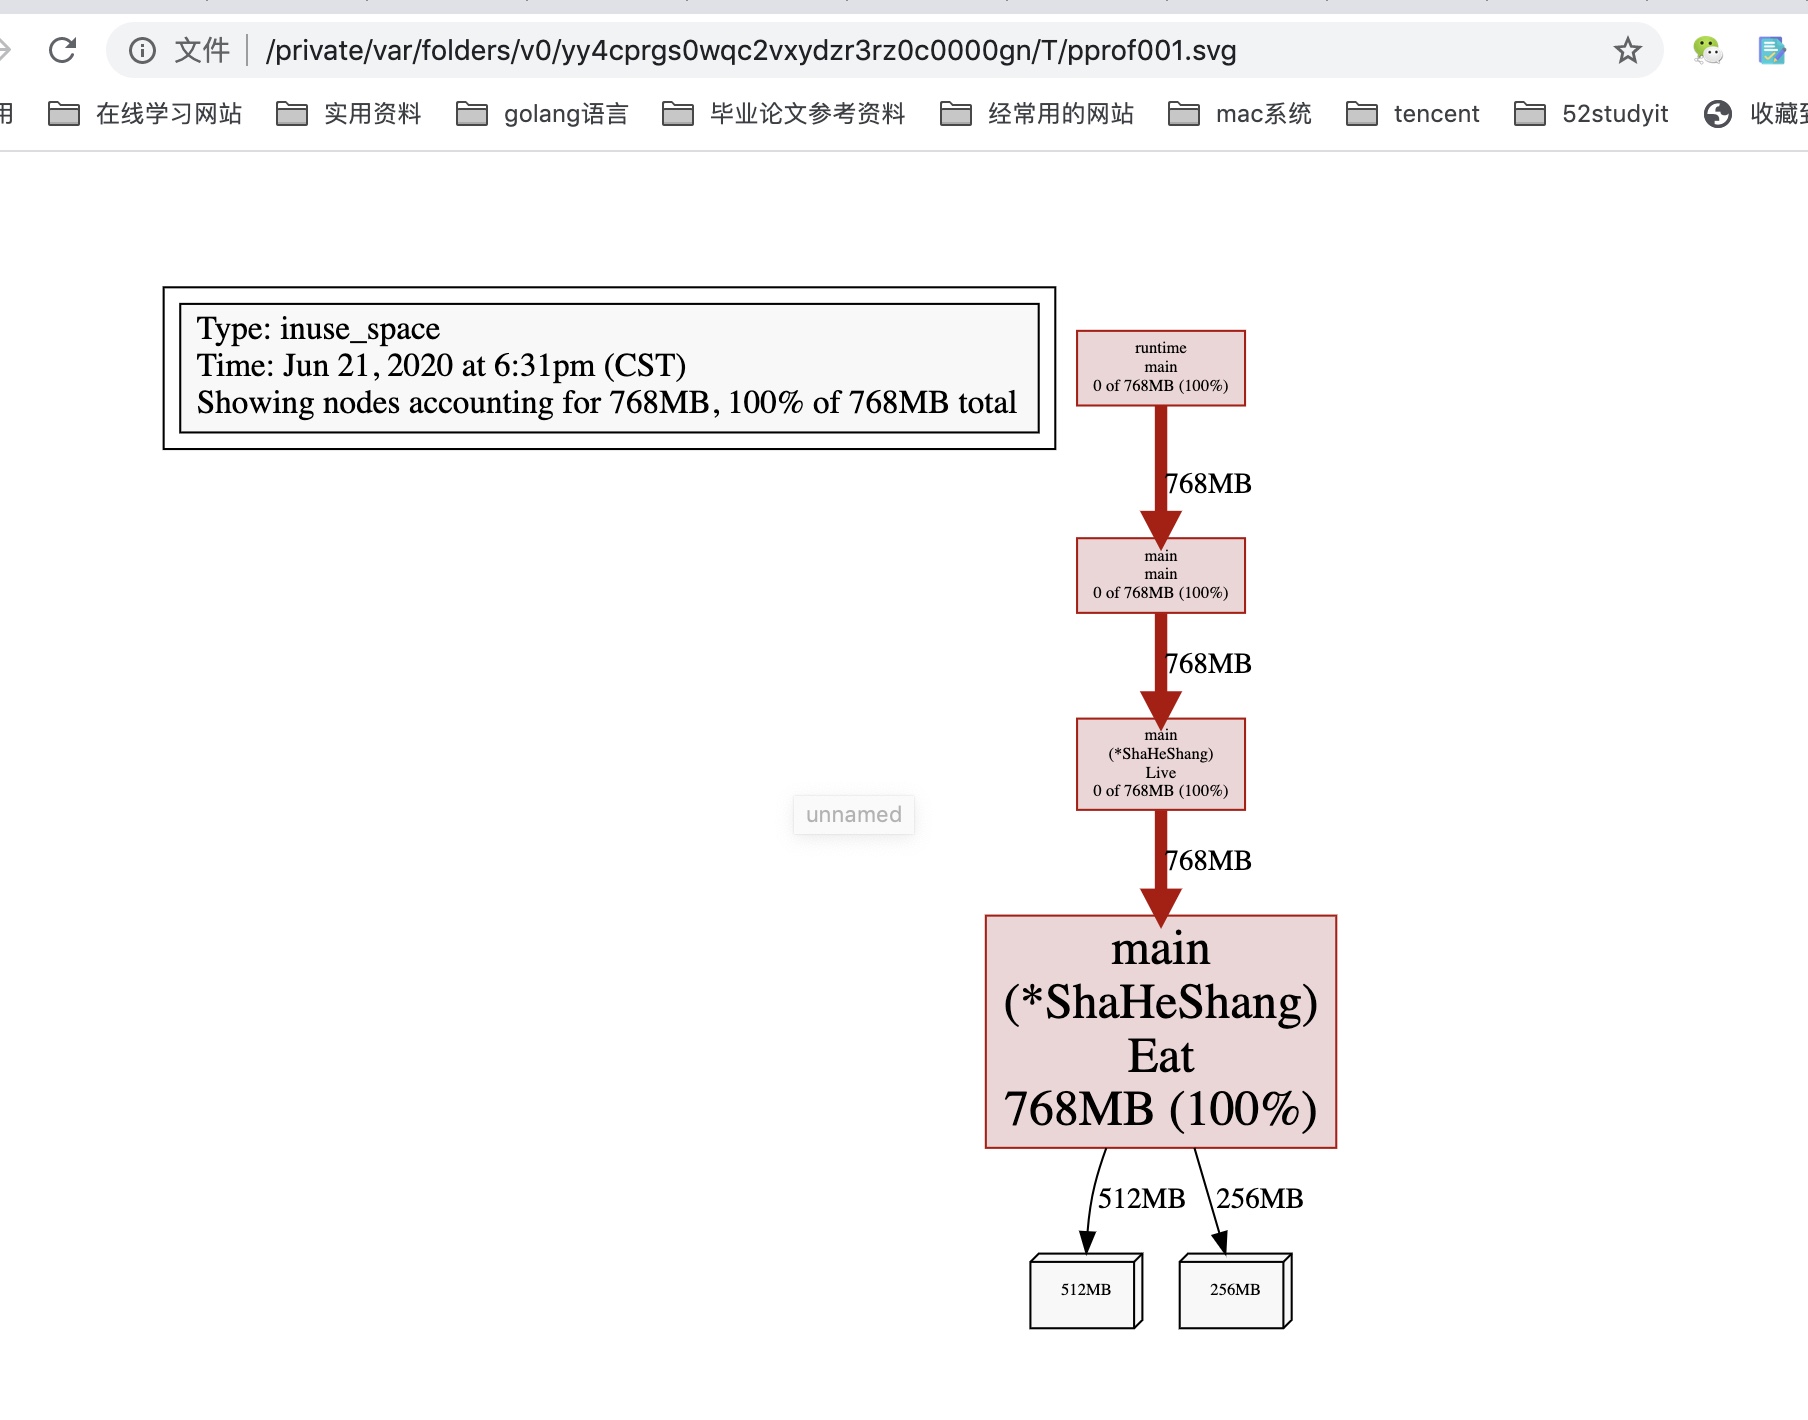 文件 /private/var/folders/v0/yy4cprgs0wqc2vxydzr3rz0c0000gn/T/pprof001.svg
在线学习网站 实用资料 golang语言 毕业论文参考资料 经常用的网站 mac系统 tencent 52studyit
Type: inuse_space
Time: Jun 21, 2020 at 6:31pm (CST)
Showing nodes accounting for 768MB, 100% of 768MB total
runtime
main
0 of 768MB (100%)
768MB
main
main
0 of 768MB (100%)
768MB
main
(*ShaHeShang)
Live
0 of 768MB (100%)
unnamed
768MB
main
(*ShaHeShang)
Eat
768MB (100%)
512MB 256MB
512MB 256MB